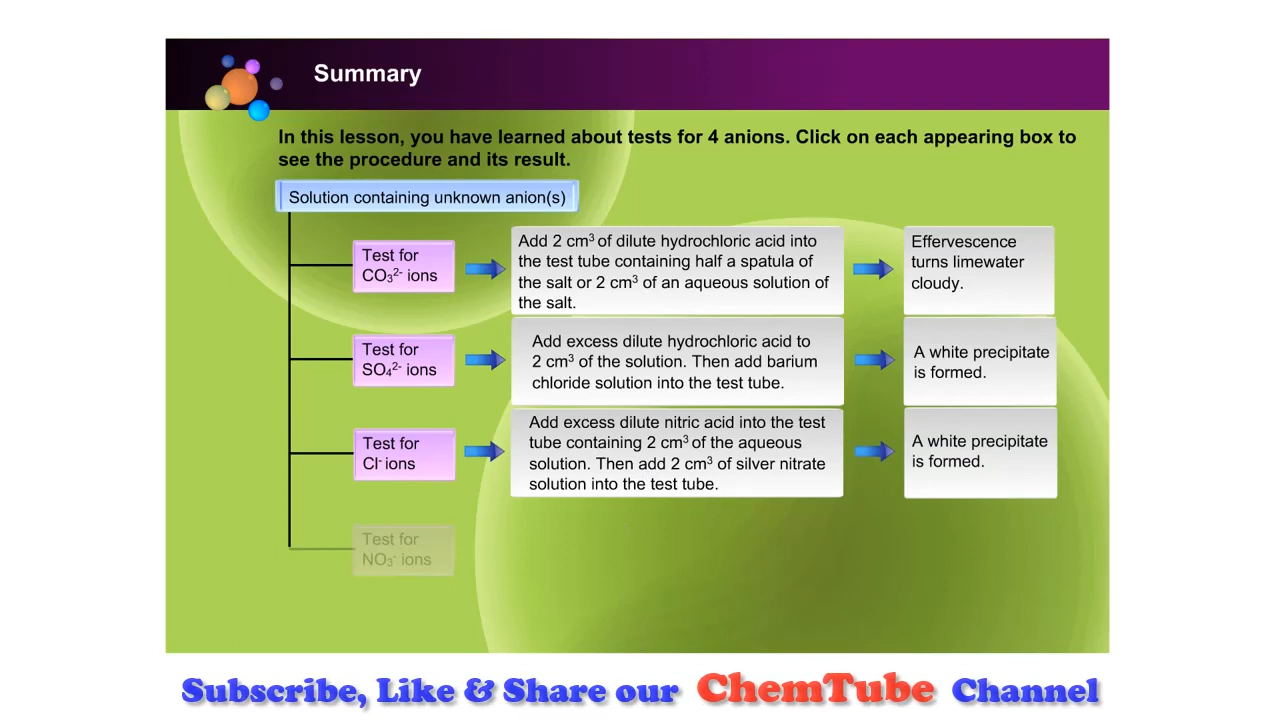 Summary
In this lesson, you have learned about tests for 4 anions. Click on each appearing box to
see the procedure and its result.
Solution containing unknown anion(s)
Test for
CO₃²⁻ ions
Add 2 cm³ of dilute hydrochloric acid into
the test tube containing half a spatula of
the salt or 2 cm³ of an aqueous solution of
the salt.
Effervescence
turns limewater
cloudy.
Test for
SO₄²⁻ ions
Add excess dilute hydrochloric acid to
2 cm³ of the solution. Then add barium
chloride solution into the test tube.
A white precipitate
is formed.
Test for
Cl⁻ ions
Add excess dilute nitric acid into the test
tube containing 2 cm³ of the aqueous
solution. Then add 2 cm³ of silver nitrate
solution into the test tube.
A white precipitate
is formed.
Test for
NO₃⁻ ions
Subscribe, Like & Share our ChemTube Channel